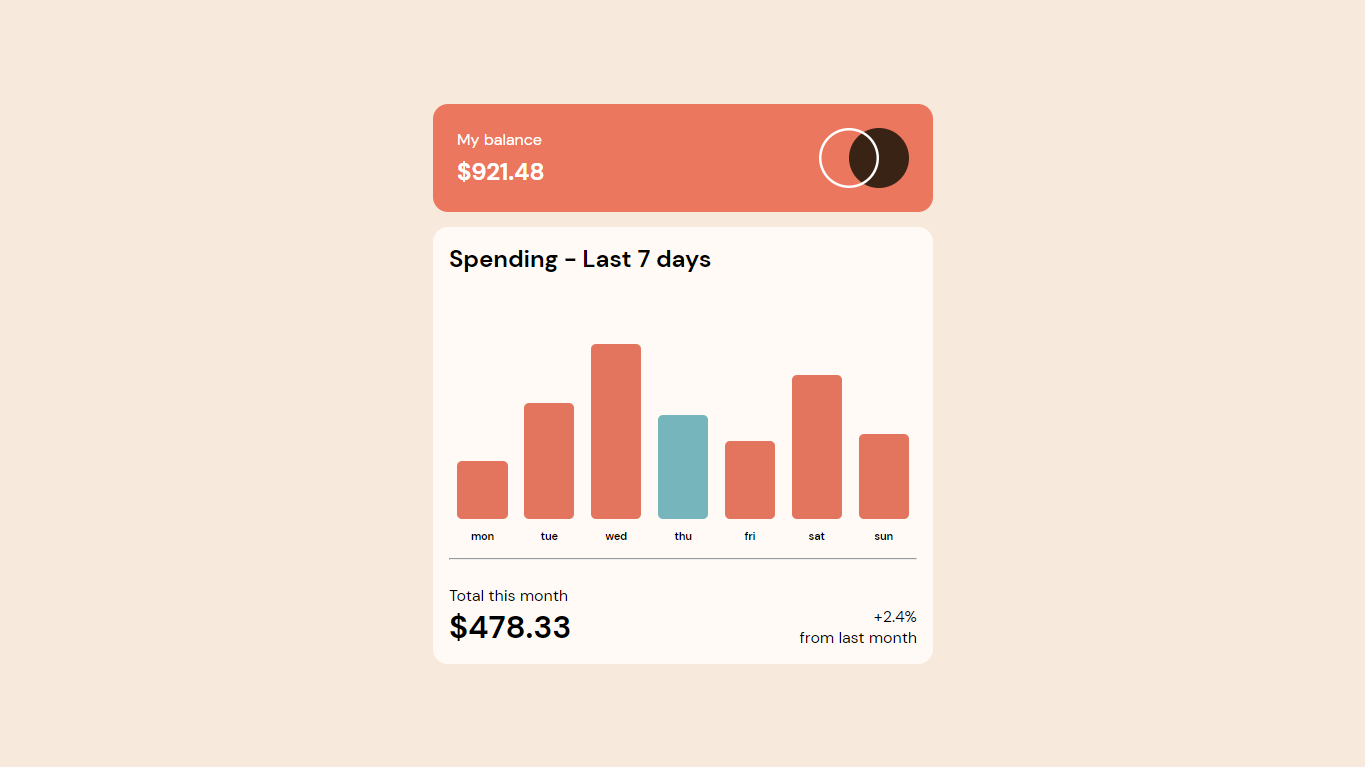 My balance
$921.48
Spending - Last 7 days
mon tue wed thu fri sat sun
Total this month
$478.33
+2.4%
from last month